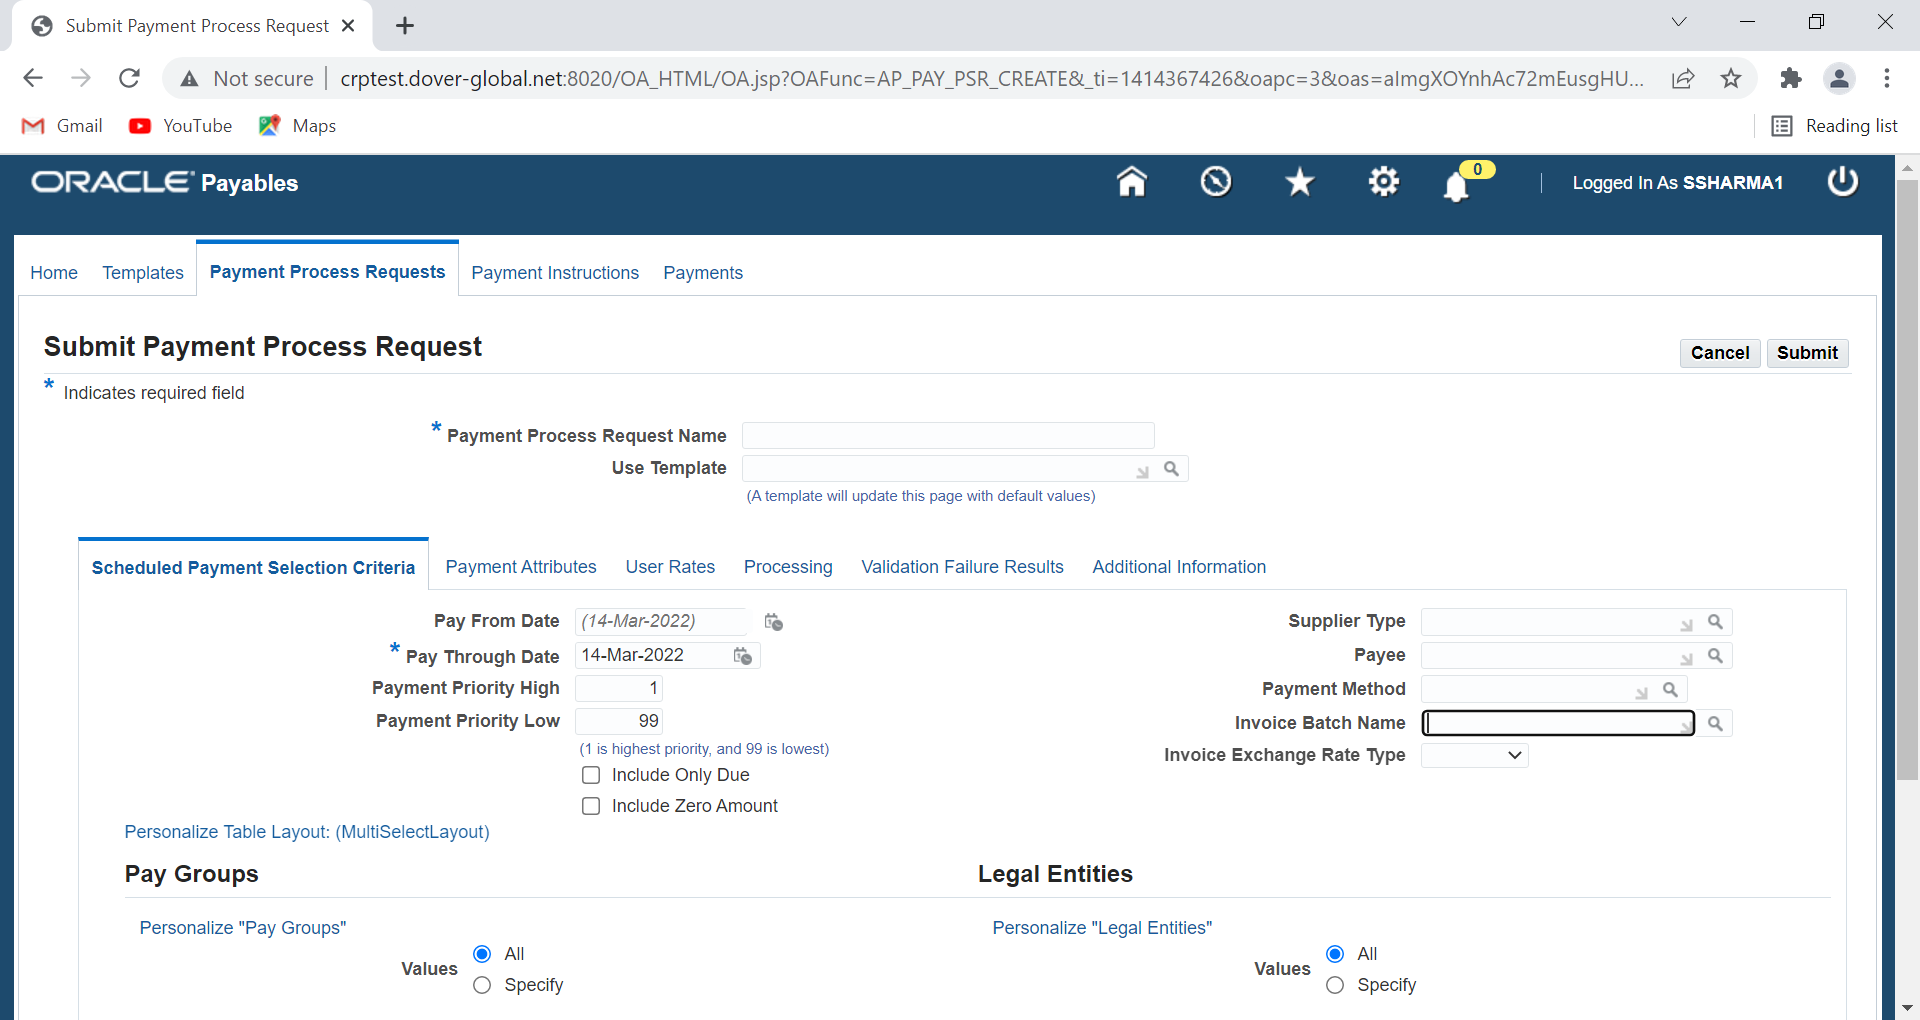 Submit Payment Process Request
Not secure crptest.dover-global.net:8020/OA_HTML/OA.jsp?OAFunc=AP_PAY_PSR_CREATE&_ti=1414367426&oapc=3&oas=almgXOYnhAc72mEusgHU...
Gmail YouTube Maps Reading list
ORACLE Payables 0 Logged In As SSHARMA1
Home Templates Payment Process Requests Payment Instructions Payments
Submit Payment Process Request
Cancel Submit
* Indicates required field
* Payment Process Request Name
Use Template
(A template will update this page with default values)
Scheduled Payment Selection Criteria Payment Attributes User Rates Processing Validation Failure Results Additional Information
Pay From Date (14-Mar-2022) Supplier Type
* Pay Through Date 14-Mar-2022 Payee
Payment Priority High 1 Payment Method
Payment Priority Low 99 Invoice Batch Name
(1 is highest priority, and 99 is lowest) Invoice Exchange Rate Type
Include Only Due
Include Zero Amount
Personalize Table Layout: (MultiSelectLayout)
Pay Groups Legal Entities
Personalize "Pay Groups" Personalize "Legal Entities"
Values All Values All
Specify Specify